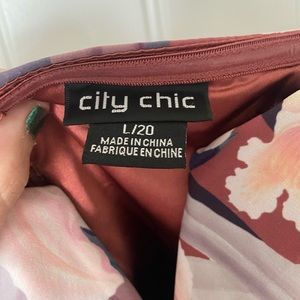 city chic
L/20
MADE IN CHINA
FABRIQUE EN CHINE